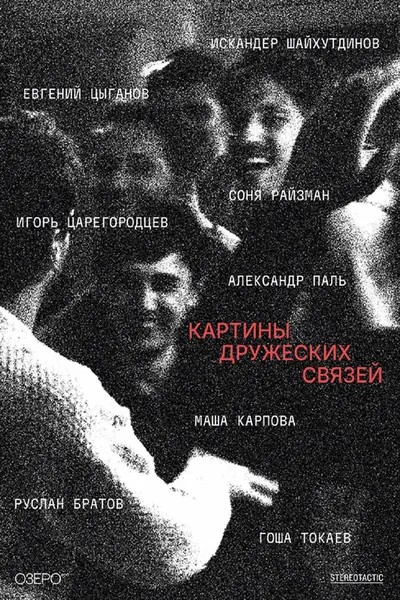 ИСКАНДЕР ШАЙХУТДИНОВ
ЕВГЕНИЙ ЦЫГАНОВ
СОНЯ РАЙЗМАН
ИГОРЬ ЦАРЕГОРОДЦЕВ
АЛЕКСАНДР ПАЛЬ
КАРТИНЫ
ДРУЖЕСКИХ
СВЯЗЕЙ
МАША КАРПОВА
РУСЛАН БРАТОВ
ГОША ТОКАЕВ
ОЗЕРО
STEREOTACTIC